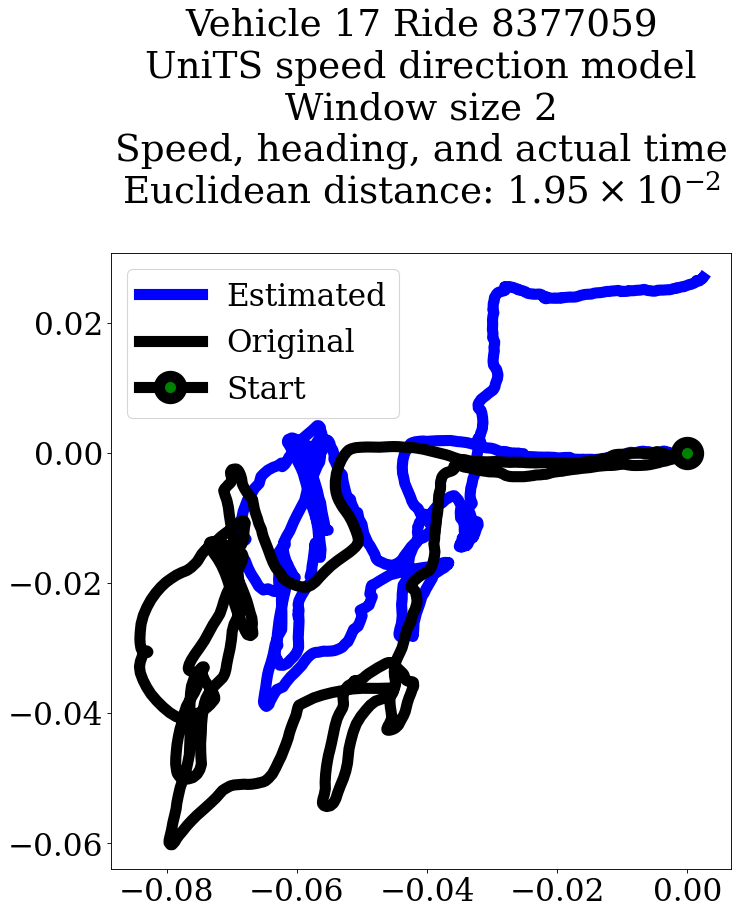 Vehicle 17 Ride 8377059
UniTS speed direction model
Window size 2
Speed, heading, and actual time
Euclidean distance: 1.95 × 10⁻²
Estimated
Original
Start
0.02
0.00
−0.02
−0.04
−0.06
−0.08 −0.06 −0.04 −0.02 0.00